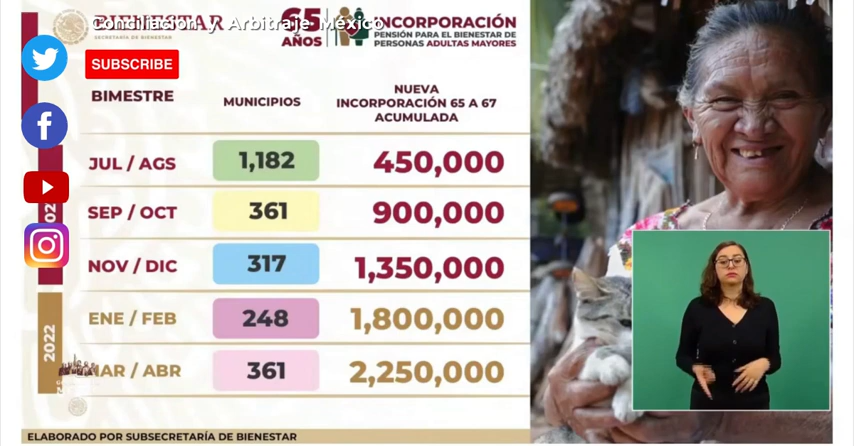 Conciliación y Arbitraje México
BIENESTAR
SECRETARÍA DE BIENESTAR
65
AÑOS
INCORPORACIÓN
PENSIÓN PARA EL BIENESTAR DE
PERSONAS ADULTAS MAYORES
SUBSCRIBE
BIMESTRE
MUNICIPIOS
NUEVA
INCORPORACIÓN 65 A 67
ACUMULADA
JUL / AGS 1,182 450,000
SEP / OCT 361 900,000
NOV / DIC 317 1,350,000
ENE / FEB 248 1,800,000
MAR / ABR 361 2,250,000
2022
ELABORADO POR SUBSECRETARÍA DE BIENESTAR